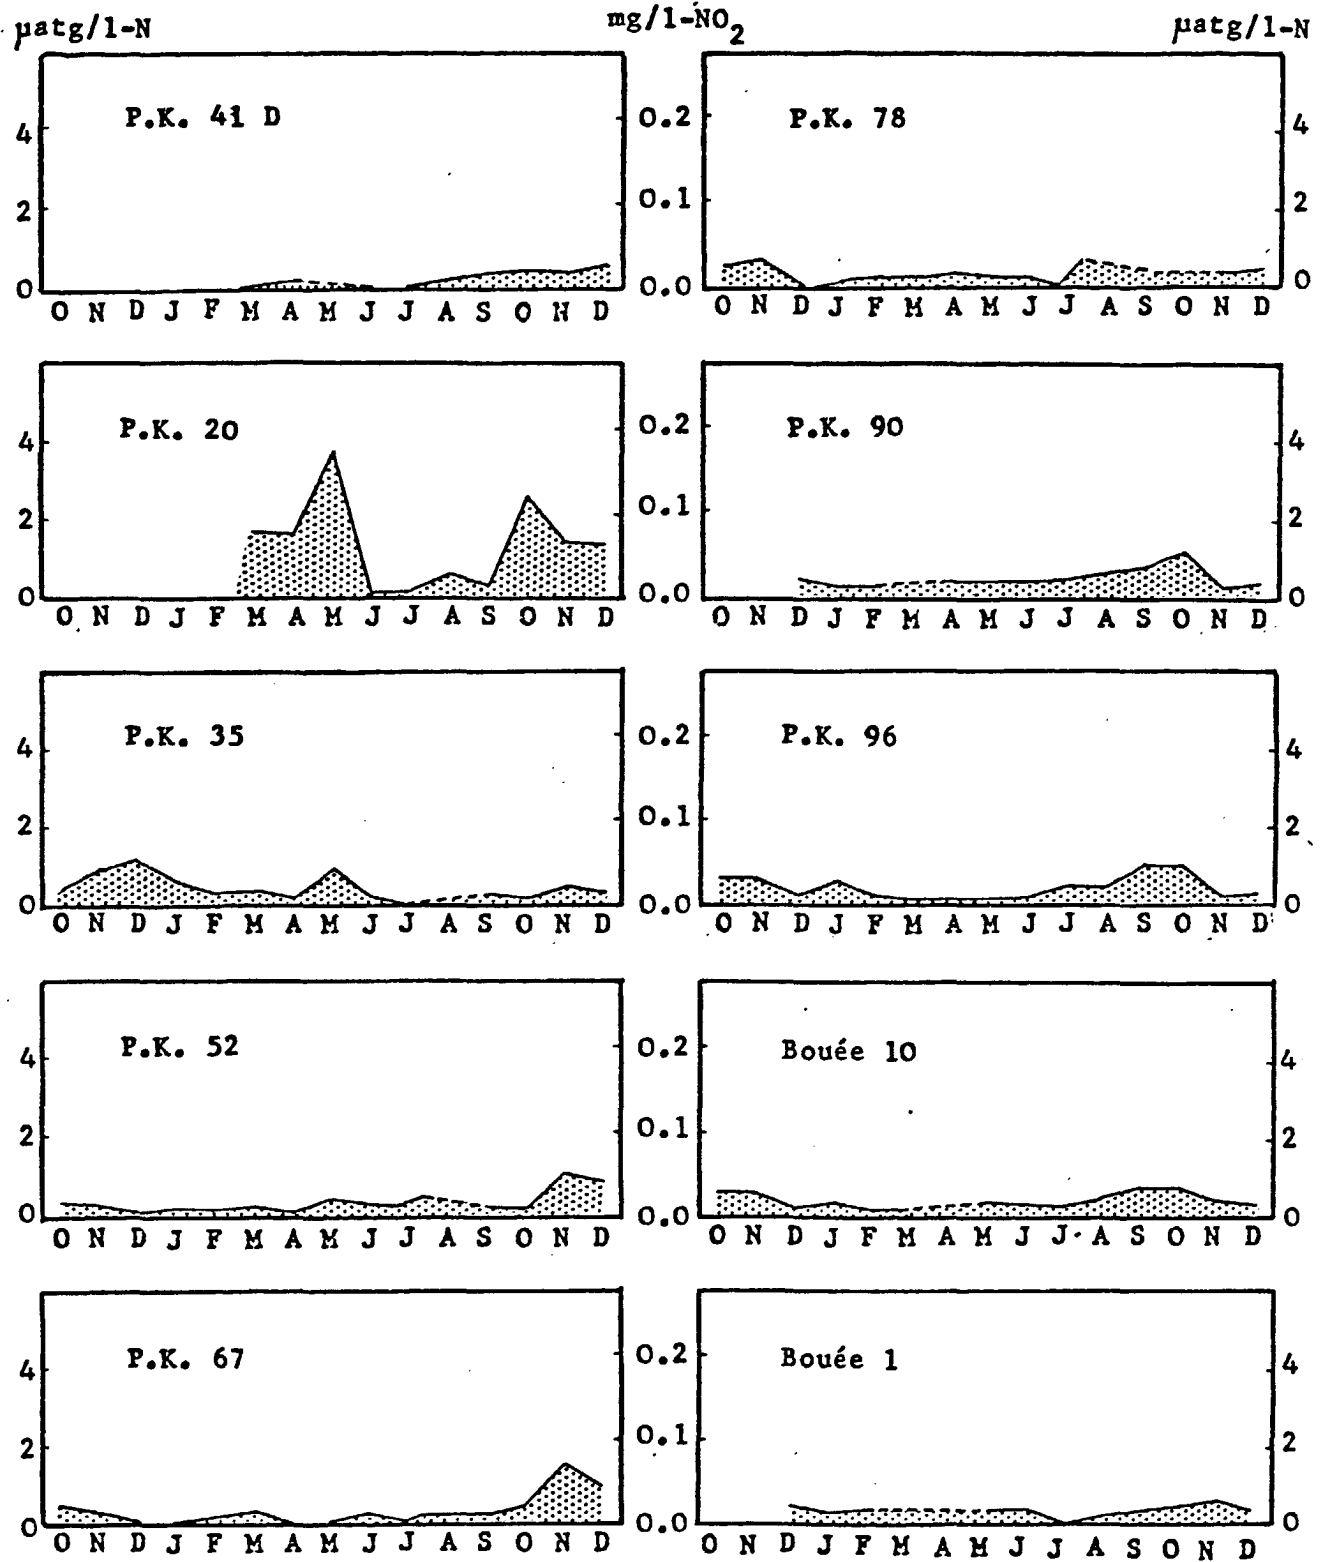 µatg/l-N mg/l-NO2 µatg/l-N
P.K. 41 D
4
2
0
O N D J F M A M J J A S O N D
0.2
0.1
0.0
P.K. 78
4
2
0
O N D J F M A M J J A S O N D
P.K. 20
4
2
0
O N D J F M A M J J A S O N D
0.2
0.1
0.0
P.K. 90
4
2
0
O N D J F M A M J J A S O N D
P.K. 35
4
2
0
O N D J F M A M J J A S O N D
0.2
0.1
0.0
P.K. 96
4
2
0
O N D J F M A M J J A S O N D
P.K. 52
4
2
0
O N D J F M A M J J A S O N D
0.2
0.1
0.0
Bouée 10
4
2
0
O N D J F M A M J J A S O N D
P.K. 67
4
2
0
O N D J F M A M J J A S O N D
0.2
0.1
0.0
Bouée 1
4
2
0
O N D J F M A M J J A S O N D